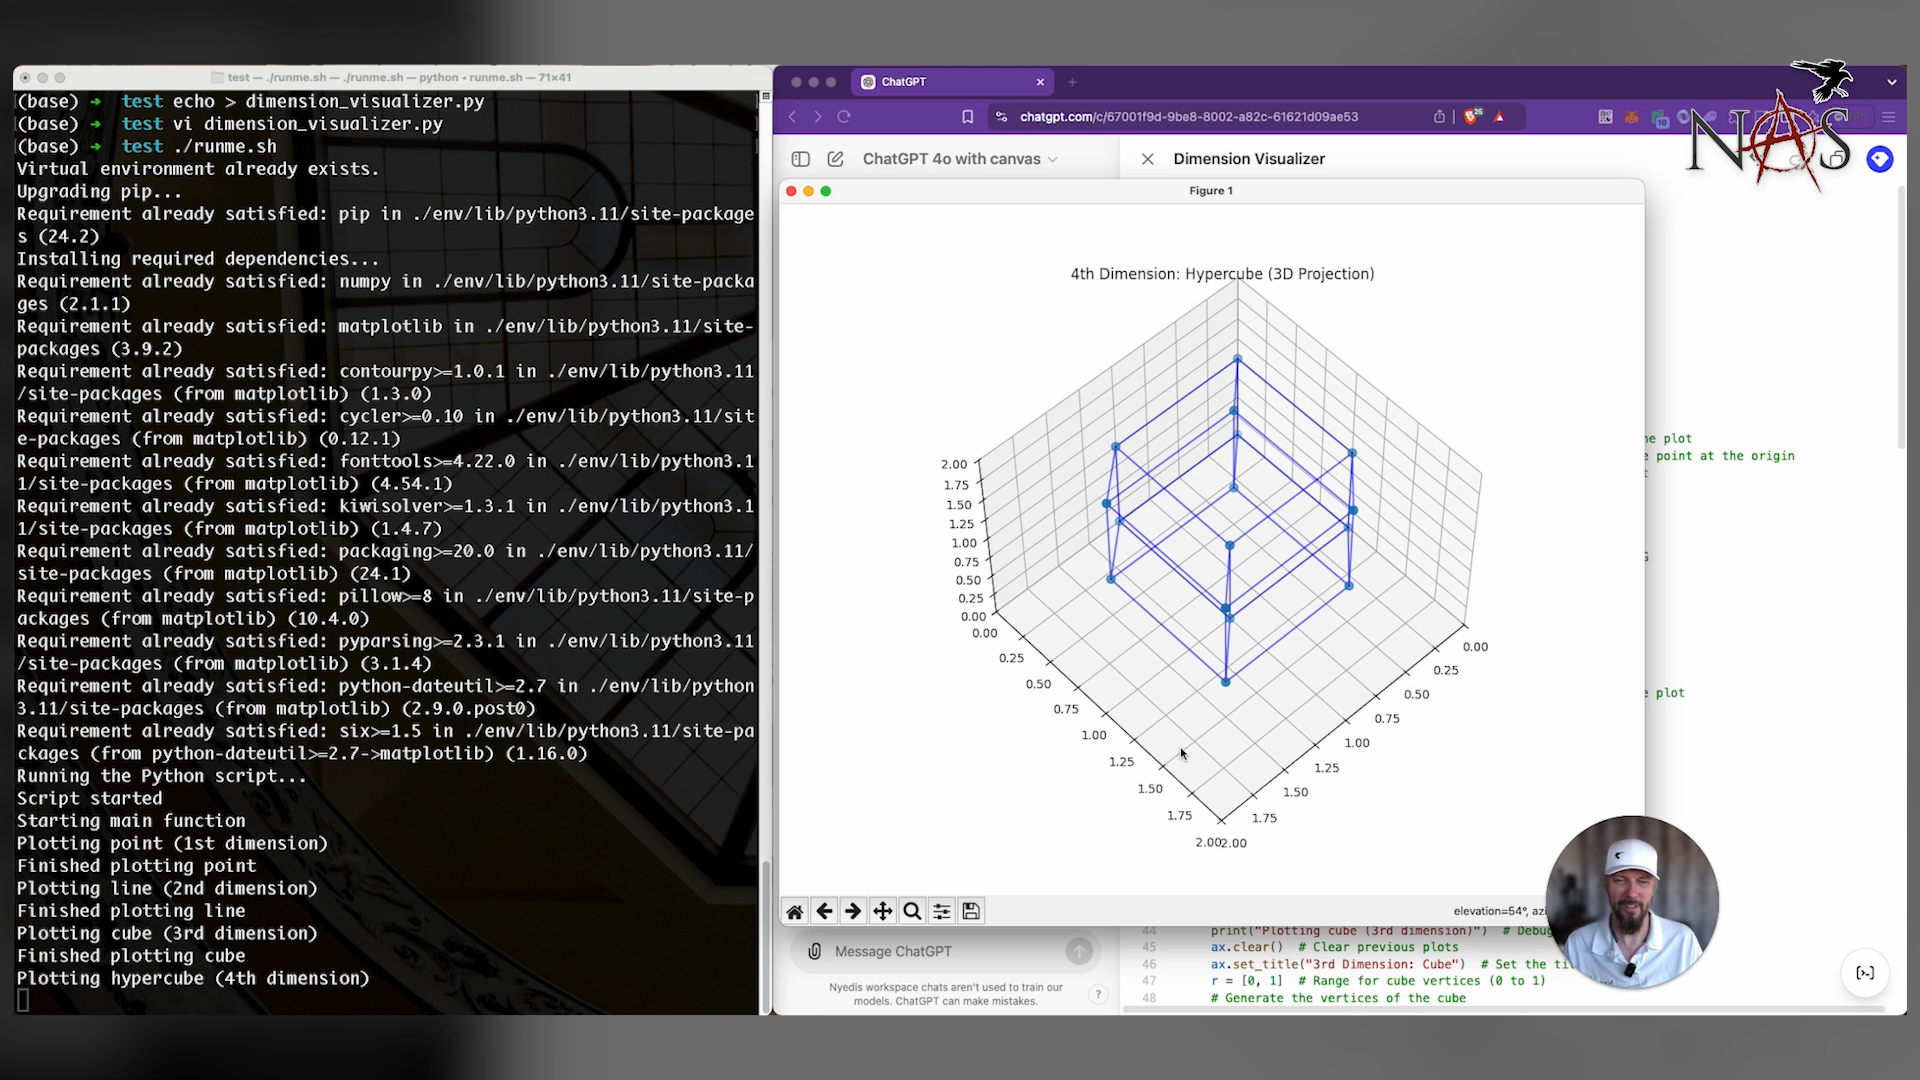 test — ./runme.sh — ./runme.sh — python • runme.sh — 71×41
(base) → test echo > dimension_visualizer.py
(base) → test vi dimension_visualizer.py
(base) → test ./runme.sh
Virtual environment already exists.
Upgrading pip...
Requirement already satisfied: pip in ./env/lib/python3.11/site-package
s (24.2)
Installing required dependencies...
Requirement already satisfied: numpy in ./env/lib/python3.11/site-packa
ges (2.1.1)
Requirement already satisfied: matplotlib in ./env/lib/python3.11/site-
packages (3.9.2)
Requirement already satisfied: contourpy>=1.0.1 in ./env/lib/python3.11
/site-packages (from matplotlib) (1.3.0)
Requirement already satisfied: cycler>=0.10 in ./env/lib/python3.11/sit
e-packages (from matplotlib) (0.12.1)
Requirement already satisfied: fonttools>=4.22.0 in ./env/lib/python3.1
1/site-packages (from matplotlib) (4.54.1)
Requirement already satisfied: kiwisolver>=1.3.1 in ./env/lib/python3.1
1/site-packages (from matplotlib) (1.4.7)
Requirement already satisfied: packaging>=20.0 in ./env/lib/python3.11/
site-packages (from matplotlib) (24.1)
Requirement already satisfied: pillow>=8 in ./env/lib/python3.11/site-p
ackages (from matplotlib) (10.4.0)
Requirement already satisfied: pyparsing>=2.3.1 in ./env/lib/python3.11
/site-packages (from matplotlib) (3.1.4)
Requirement already satisfied: python-dateutil>=2.7 in ./env/lib/python
3.11/site-packages (from matplotlib) (2.9.0.post0)
Requirement already satisfied: six>=1.5 in ./env/lib/python3.11/site-pa
ckages (from python-dateutil>=2.7->matplotlib) (1.16.0)
Running the Python script...
Script started
Starting main function
Plotting point (1st dimension)
Finished plotting point
Plotting line (2nd dimension)
Finished plotting line
Plotting cube (3rd dimension)
Finished plotting cube
Plotting hypercube (4th dimension)
ChatGPT
chatgpt.com/c/67001f9d-9be8-8002-a82c-61621d09ae53
25
10
NAS
ChatGPT 4o with canvas
Dimension Visualizer
Figure 1
4th Dimension: Hypercube (3D Projection)
2.00
1.75
1.50
1.25
1.00
0.75
0.50
0.25
0.00
0.00
0.25
0.50
0.75
1.00
1.25
1.50
1.75
2.00
0.00
0.25
0.50
0.75
1.00
1.25
1.50
1.75
2.00
he plot
e point at the origin
e plot
elevation=54°, azi
44 print("Plotting cube (3rd dimension)") # Debug
45 ax.clear() # Clear previous plots
46 ax.set_title("3rd Dimension: Cube") # Set the tit
47 r = [0, 1] # Range for cube vertices (0 to 1)
48 # Generate the vertices of the cube
Message ChatGPT
Nyedis workspace chats aren't used to train our
models. ChatGPT can make mistakes.
?